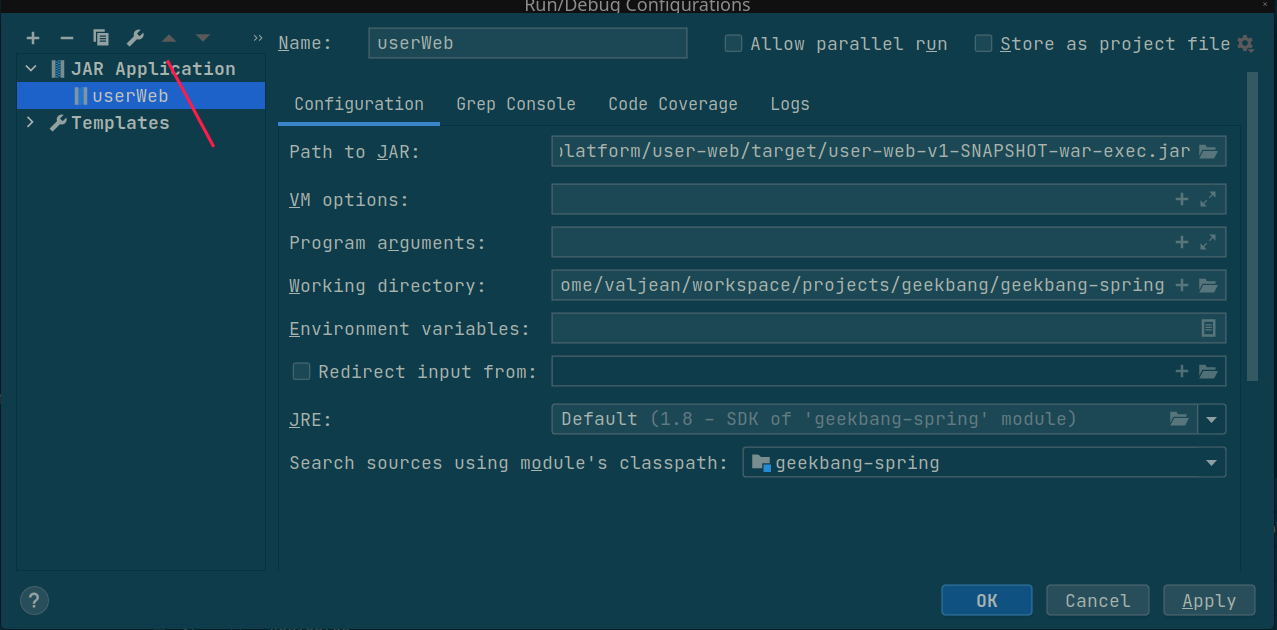 Run/Debug Configurations
Name: userWeb Allow parallel run Store as project file
JAR Application
userWeb
Templates
Configuration Grep Console Code Coverage Logs
Path to JAR: platform/user-web/target/user-web-v1-SNAPSHOT-war-exec.jar
VM options:
Program arguments:
Working directory: ome/valjean/workspace/projects/geekbang/geekbang-spring
Environment variables:
Redirect input from:
JRE: Default (1.8 - SDK of 'geekbang-spring' module)
Search sources using module's classpath: geekbang-spring
? OK Cancel Apply